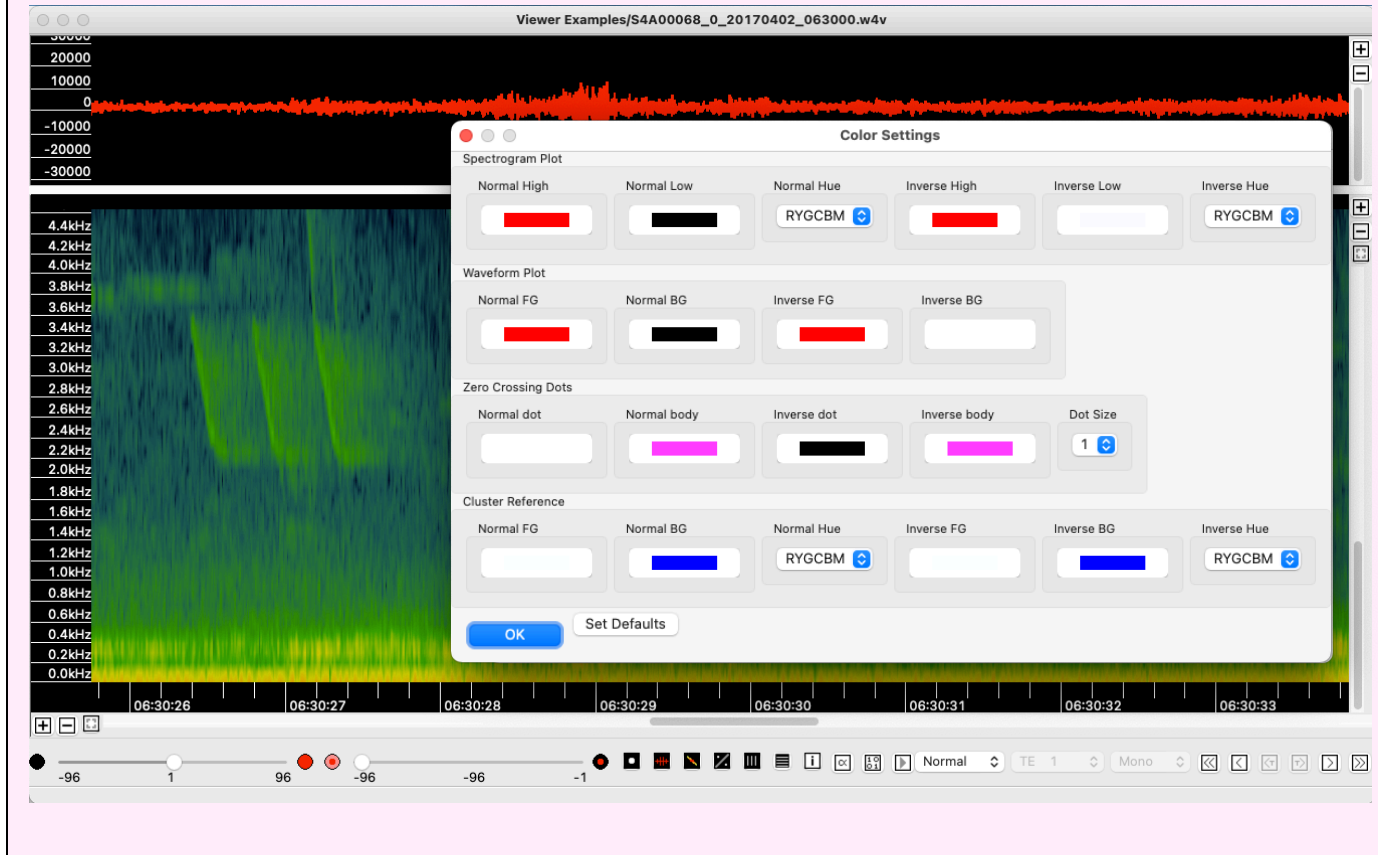 Viewer Examples/S4A00068_0_20170402_063000.w4v
30000
20000
10000
0
-10000
-20000
-30000
Color Settings
Spectrogram Plot
Normal High Normal Low Normal Hue Inverse High Inverse Low Inverse Hue
RYGCBM RYGCBM
Waveform Plot
Normal FG Normal BG Inverse FG Inverse BG
Zero Crossing Dots
Normal dot Normal body Inverse dot Inverse body Dot Size
1
Cluster Reference
Normal FG Normal BG Normal Hue Inverse FG Inverse BG Inverse Hue
RYGCBM RYGCBM
OK Set Defaults
4.4kHz
4.2kHz
4.0kHz
3.8kHz
3.6kHz
3.4kHz
3.2kHz
3.0kHz
2.8kHz
2.6kHz
2.4kHz
2.2kHz
2.0kHz
1.8kHz
1.6kHz
1.4kHz
1.2kHz
1.0kHz
0.8kHz
0.6kHz
0.4kHz
0.2kHz
0.0kHz
06:30:26 06:30:27 06:30:28 06:30:29 06:30:30 06:30:31 06:30:32 06:30:33
-96 1 96 -96 -96 -1
Normal TE 1 Mono